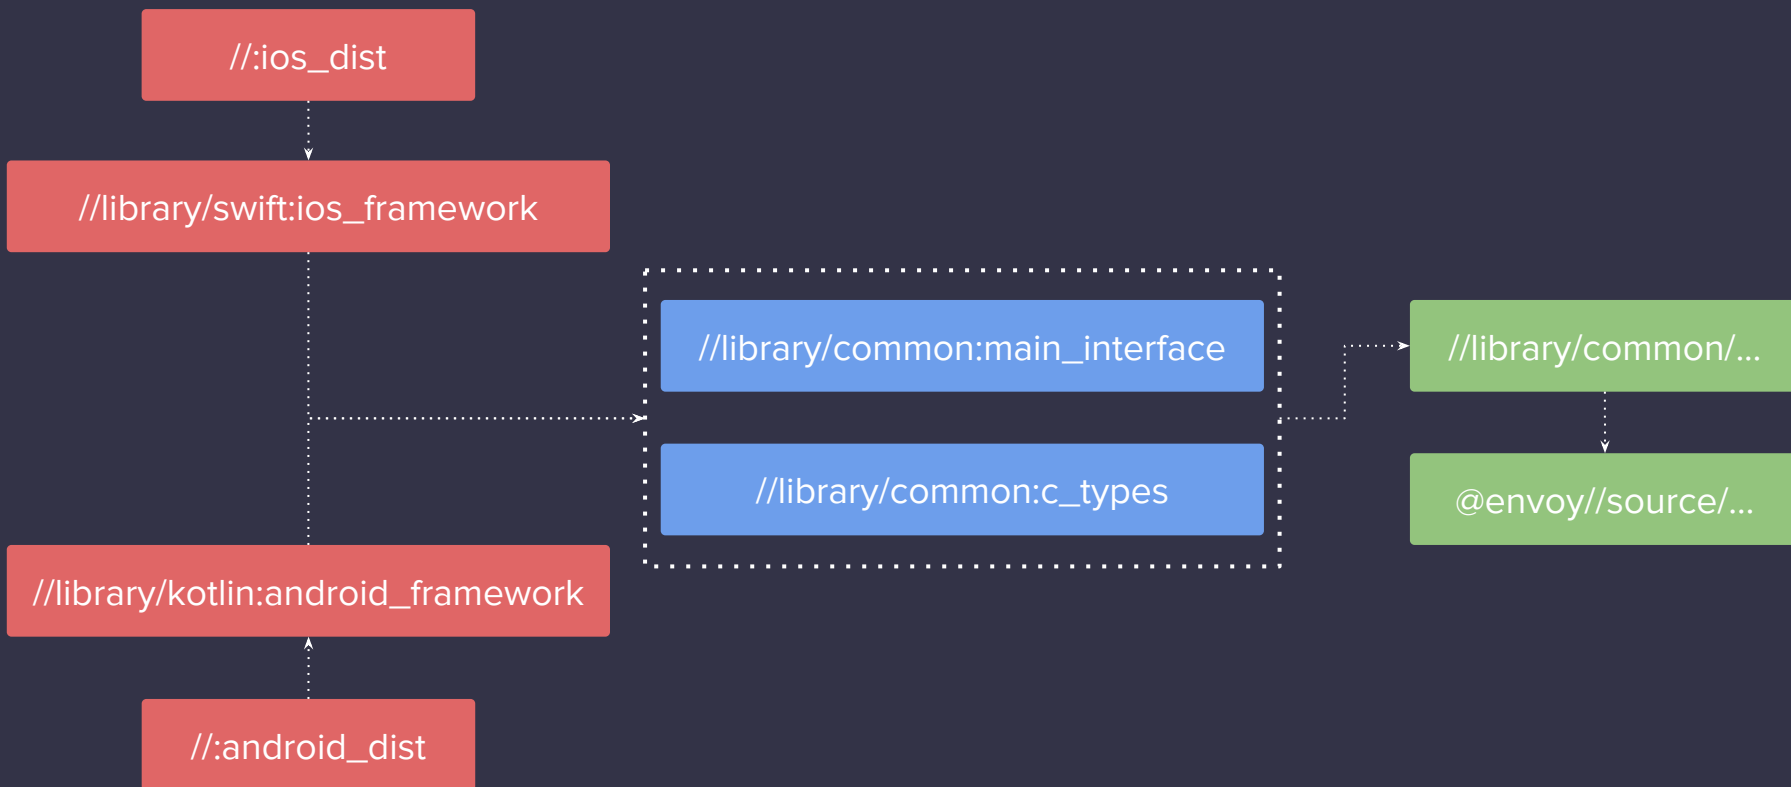 //:ios_dist
//library/swift:ios_framework
//library/common:main_interface
//library/common/...
//library/common:c_types
@envoy//source/...
//library/kotlin:android_framework
//:android_dist